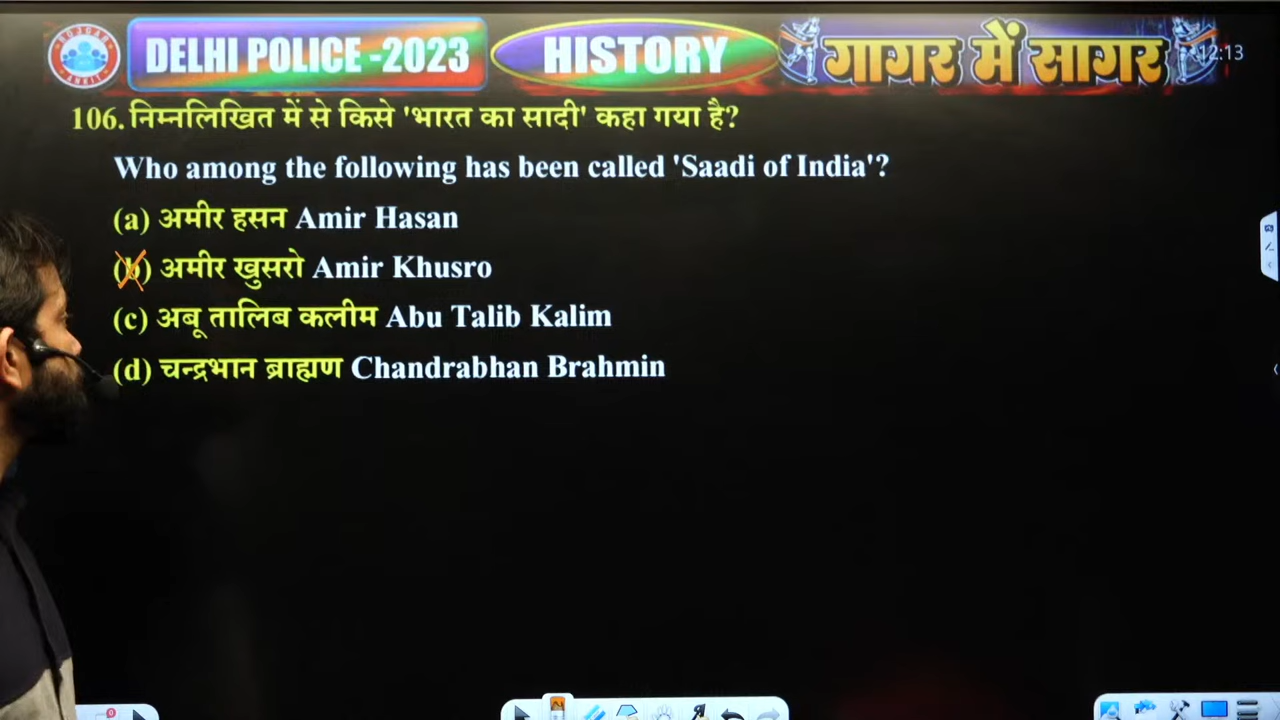 ROJGAR
ANKIT
DELHI POLICE -2023
HISTORY
गागर में सागर
12:13
106. निम्नलिखित में से किसे 'भारत का सादी' कहा गया है?
Who among the following has been called 'Saadi of India'?
(a) अमीर हसन Amir Hasan
(b) अमीर खुसरो Amir Khusro
(c) अबू तालिब कलीम Abu Talib Kalim
(d) चन्द्रभान ब्राह्मण Chandrabhan Brahmin